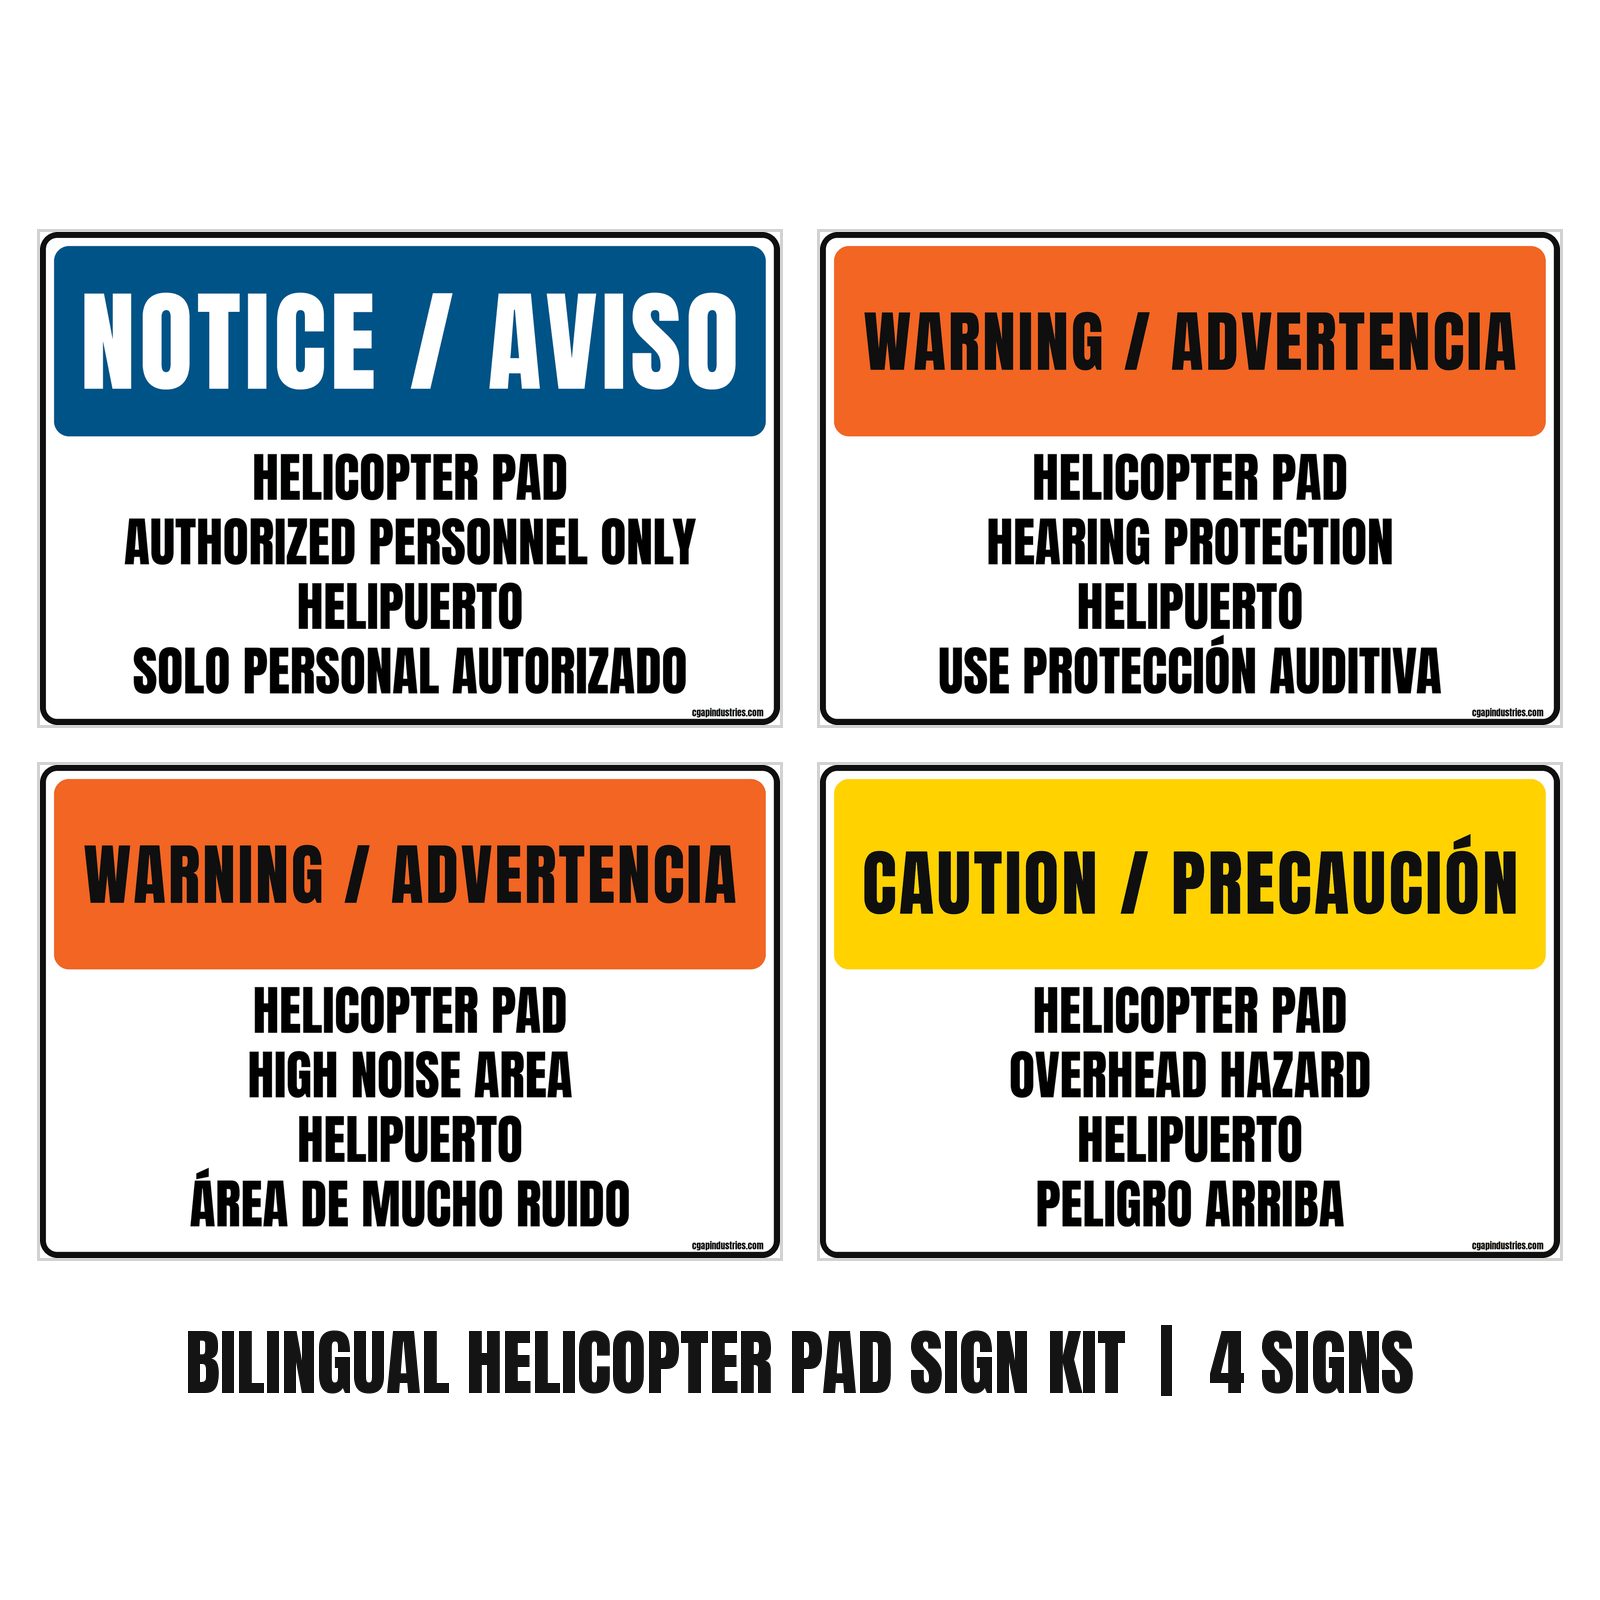 NOTICE / AVISO
HELICOPTER PAD
AUTHORIZED PERSONNEL ONLY
HELIPUERTO
SOLO PERSONAL AUTORIZADO
cgapindustries.com
WARNING / ADVERTENCIA
HELICOPTER PAD
HEARING PROTECTION
HELIPUERTO
USE PROTECCIÓN AUDITIVA
cgapindustries.com
WARNING / ADVERTENCIA
HELICOPTER PAD
HIGH NOISE AREA
HELIPUERTO
ÁREA DE MUCHO RUIDO
cgapindustries.com
CAUTION / PRECAUCIÓN
HELICOPTER PAD
OVERHEAD HAZARD
HELIPUERTO
PELIGRO ARRIBA
cgapindustries.com
BILINGUAL HELICOPTER PAD SIGN KIT | 4 SIGNS